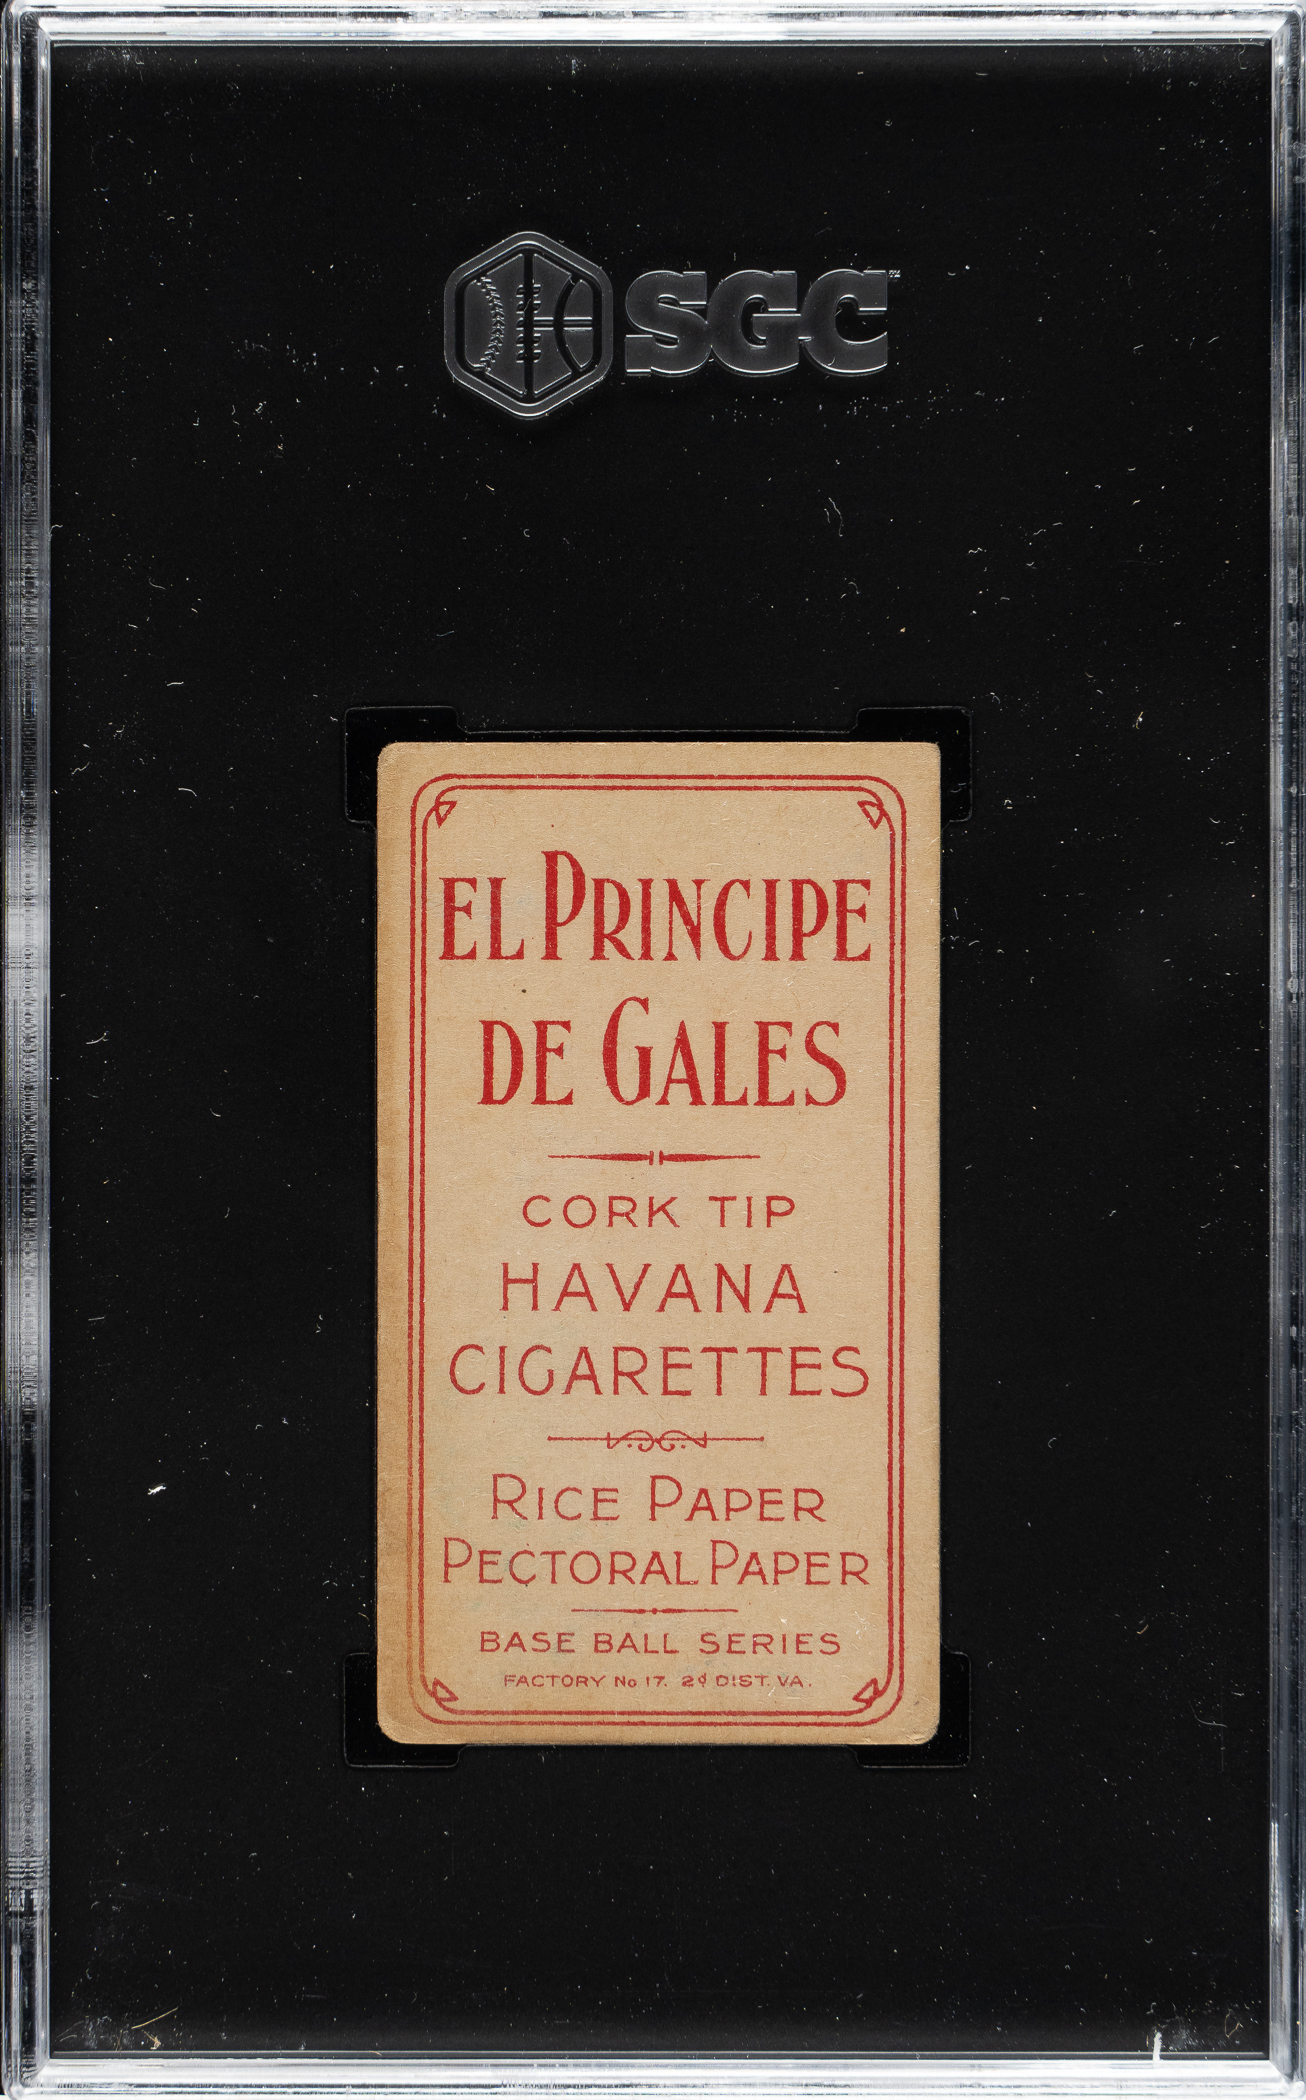 SGC™
EL PRINCIPE
DE GALES
CORK TIP
HAVANA
CIGARETTES
RICE PAPER
PECTORAL PAPER
BASE BALL SERIES
FACTORY No 17. 2d DIST. VA.